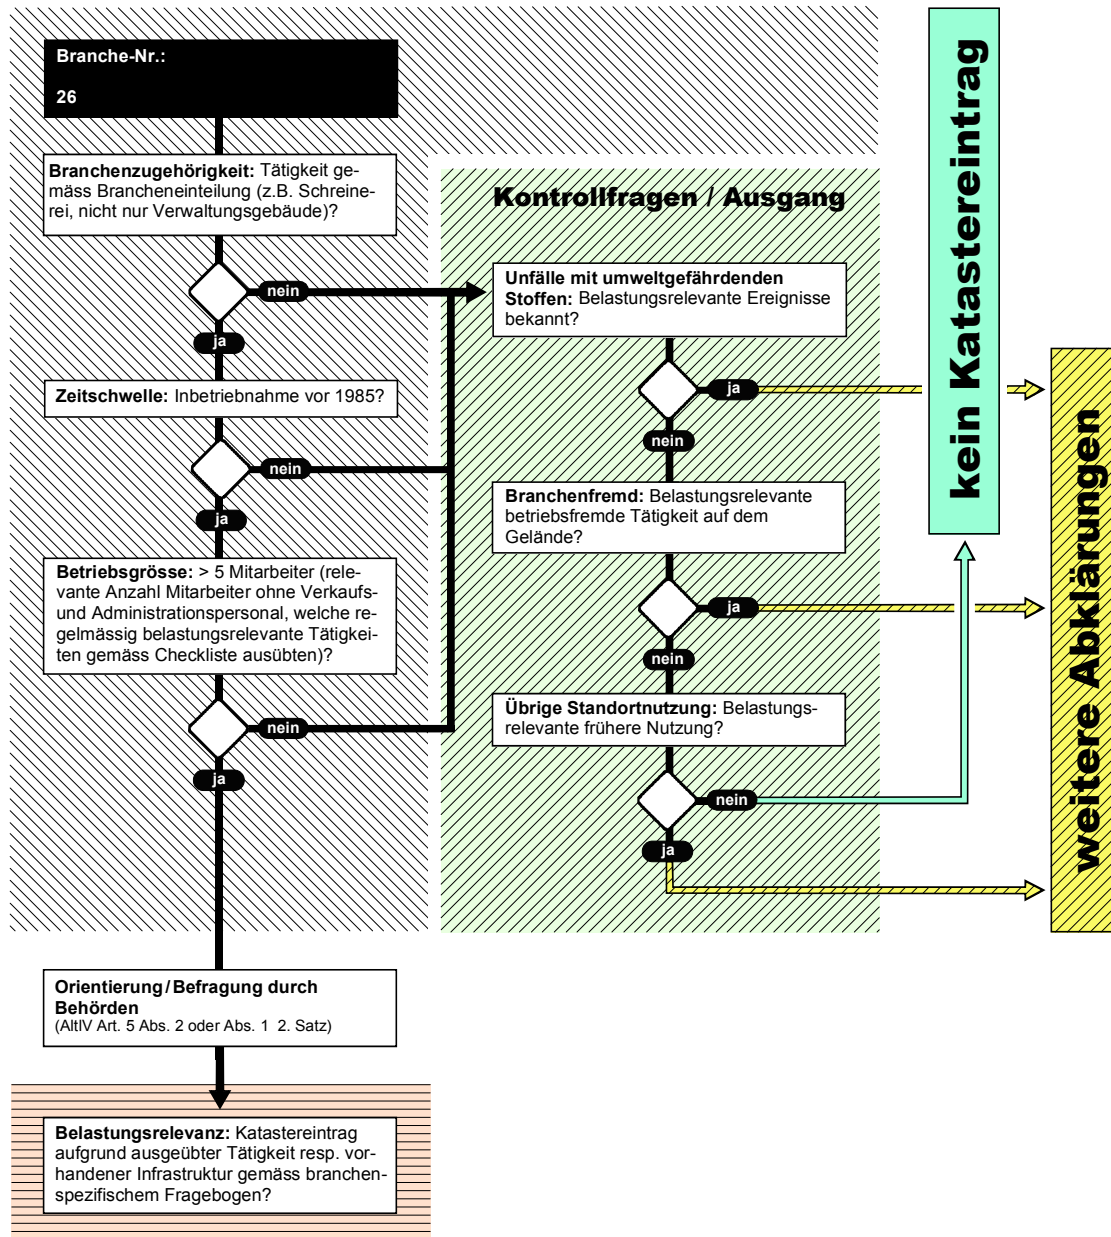 Branche-Nr.:
26
Branchenzugehörigkeit: Tätigkeit ge-
mäss Brancheneinteilung (z.B. Schreine-
rei, nicht nur Verwaltungsgebäude)?
nein
ja
Zeitschwelle: Inbetriebnahme vor 1985?
nein
ja
Betriebsgrösse: > 5 Mitarbeiter (rele-
vante Anzahl Mitarbeiter ohne Verkaufs-
und Administrationspersonal, welche re-
gelmässig belastungsrelevante Tätigkei-
ten gemäss Checkliste ausübten)?
nein
ja
Orientierung/Befragung durch
Behörden
(AltlV Art. 5 Abs. 2 oder Abs. 1 2. Satz)
Belastungsrelevanz: Katastereintrag
aufgrund ausgeübter Tätigkeit resp. vor-
handener Infrastruktur gemäss branchen-
spezifischem Fragebogen?
Kontrollfragen / Ausgang
Unfälle mit umweltgefährdenden
Stoffen: Belastungsrelevante Ereignisse
bekannt?
ja
nein
Branchenfremd: Belastungsrelevante
betriebsfremde Tätigkeit auf dem
Gelände?
ja
nein
Übrige Standortnutzung: Belastungs-
relevante frühere Nutzung?
nein
ja
kein Katastereintrag
weitere Abklärungen